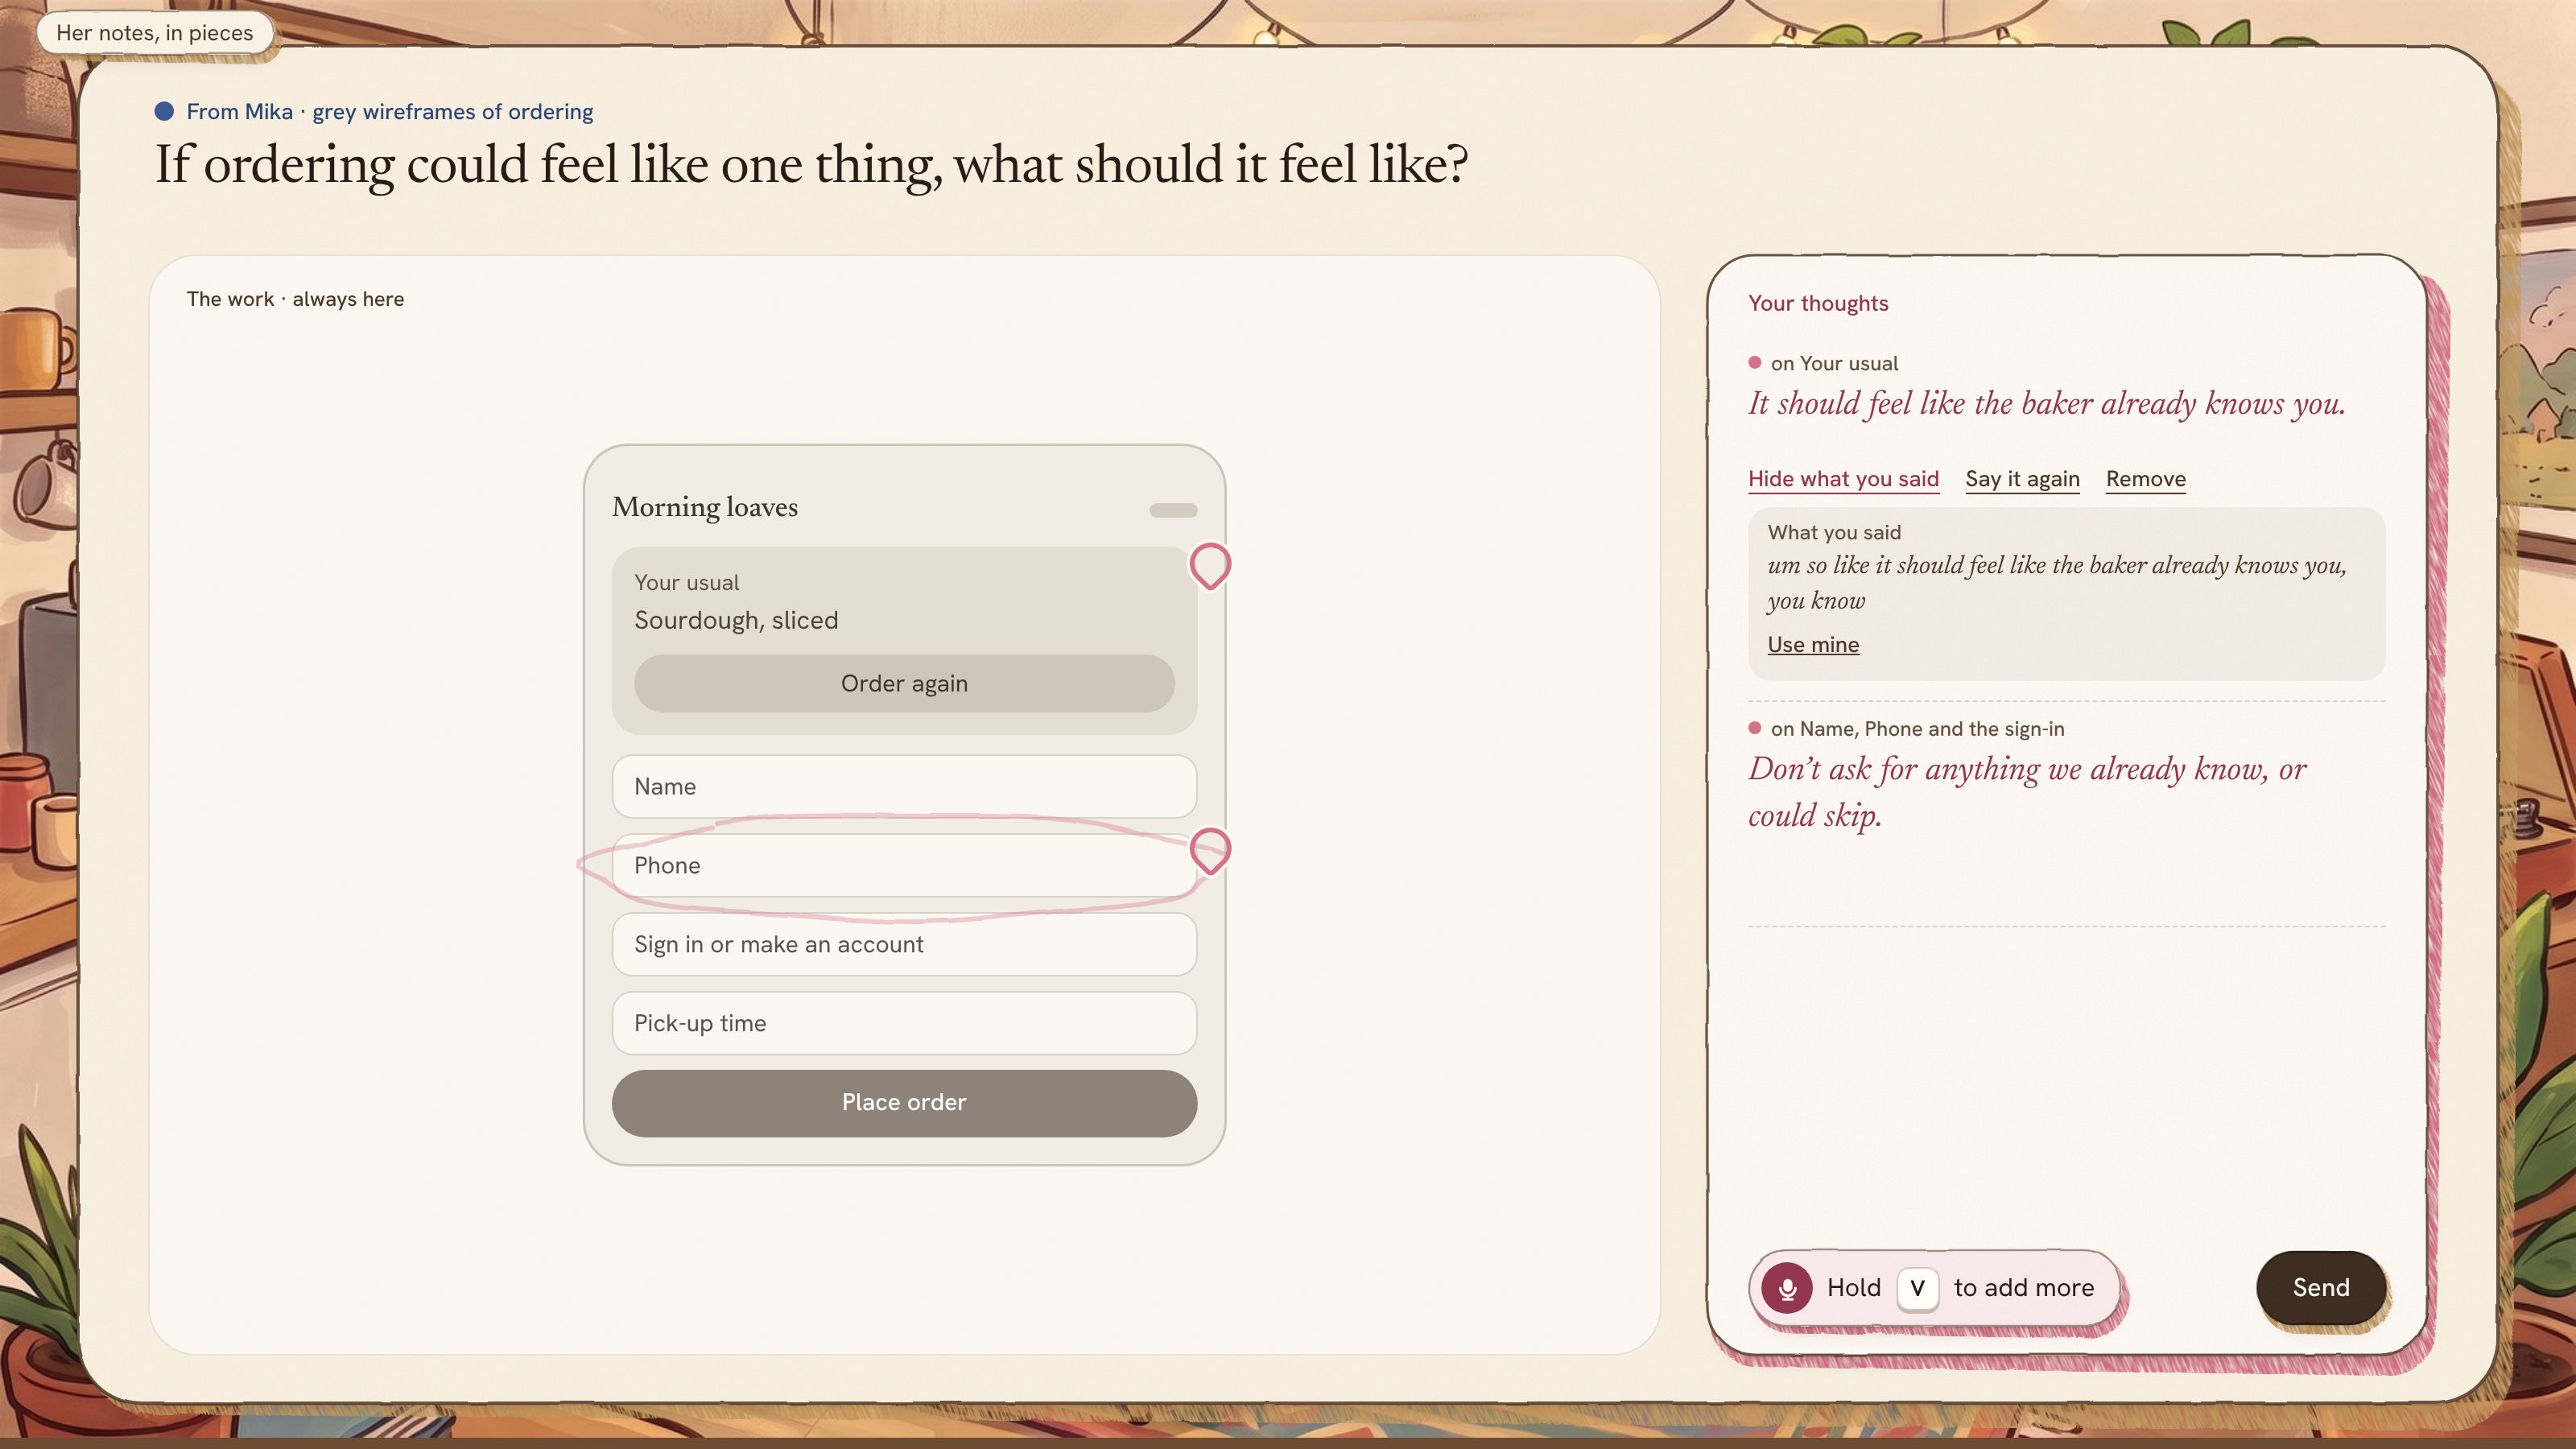 Her notes, in pieces
From Mika · grey wireframes of ordering
If ordering could feel like one thing, what should it feel like?
The work · always here
Morning loaves
Your usual
Sourdough, sliced
Order again
Name
Phone
Sign in or make an account
Pick-up time
Place order
Your thoughts
on Your usual
It should feel like the baker already knows you.
Hide what you said Say it again Remove
What you said
um so like it should feel like the baker already knows you,
you know
Use mine
on Name, Phone and the sign-in
Don’t ask for anything we already know, or
could skip.
Hold V to add more
Send